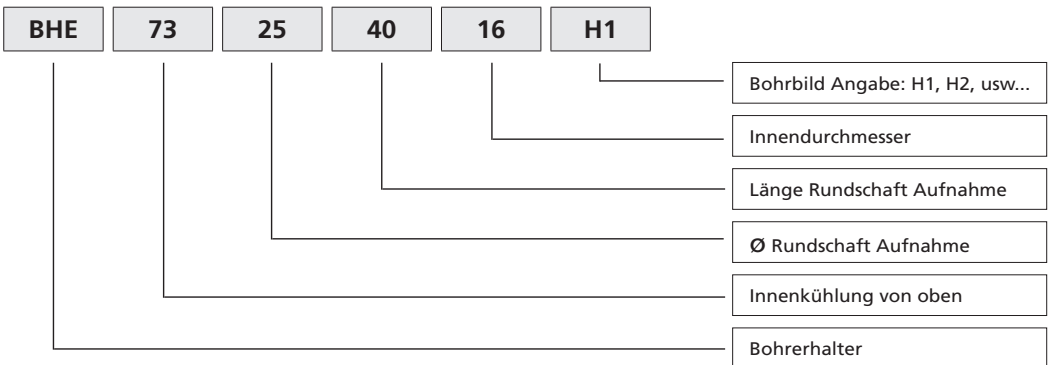 BHE 73 25 40 16 H1
Bohrbild Angabe: H1, H2, usw...
Innendurchmesser
Länge Rundschaft Aufnahme
Ø Rundschaft Aufnahme
Innenkühlung von oben
Bohrerhalter